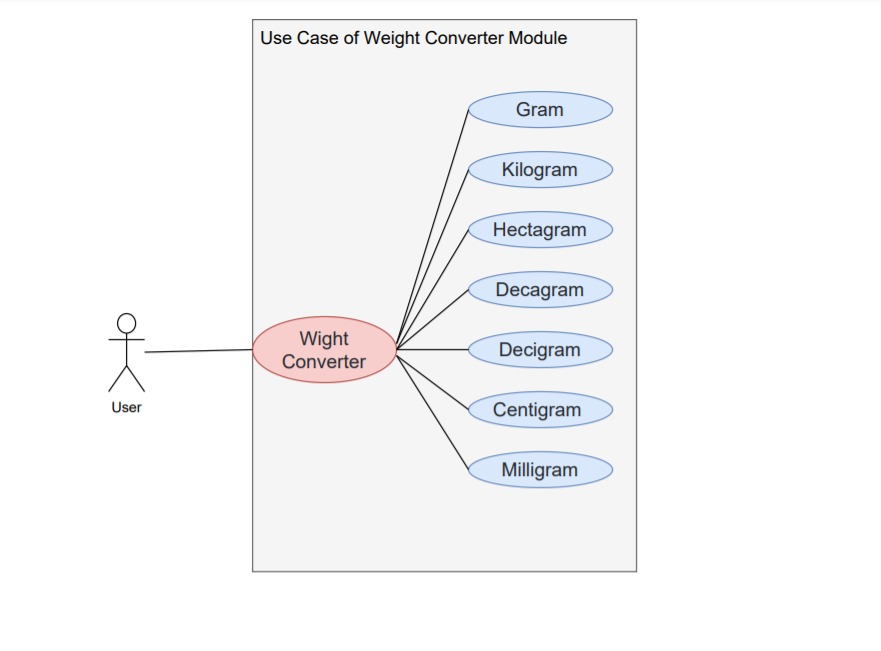 Use Case of Weight Converter Module
Gram
Kilogram
Hectagram
Decagram
Wight
Converter
Decigram
User
Centigram
Milligram